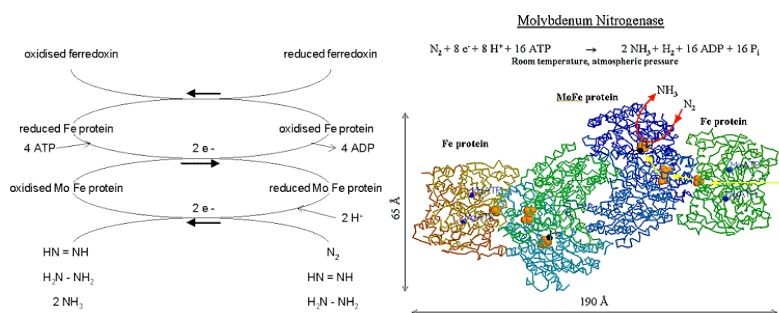 oxidised ferredoxin
reduced ferredoxin
reduced Fe protein
oxidised Fe protein
4 ATP
2 e-
4 ADP
oxidised Mo Fe protein
reduced Mo Fe protein
2 e-
2 H⁺
HN = NH
N₂
H₂N - NH₂
HN = NH
2 NH₃
H₂N - NH₂
Molybdenum Nitrogenase
N₂ + 8 e⁻ + 8 H⁺ + 16 ATP → 2 NH₃ + H₂ + 16 ADP + 16 Pᵢ
Room temperature, atmospheric pressure
NH₃
MoFe protein
N₂
Fe protein
Fe protein
65 Å
190 Å